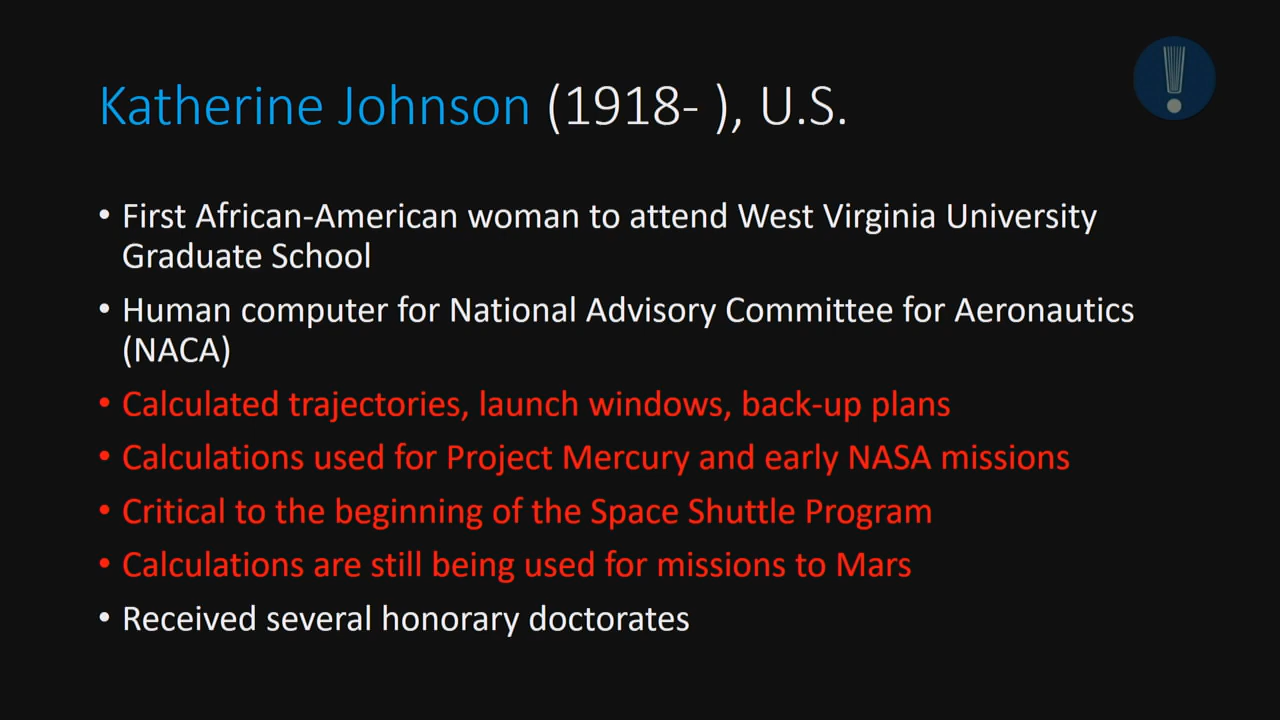 Katherine Johnson (1918- ), U.S.
• First African-American woman to attend West Virginia University
Graduate School
• Human computer for National Advisory Committee for Aeronautics
(NACA)
• Calculated trajectories, launch windows, back-up plans
• Calculations used for Project Mercury and early NASA missions
• Critical to the beginning of the Space Shuttle Program
• Calculations are still being used for missions to Mars
• Received several honorary doctorates